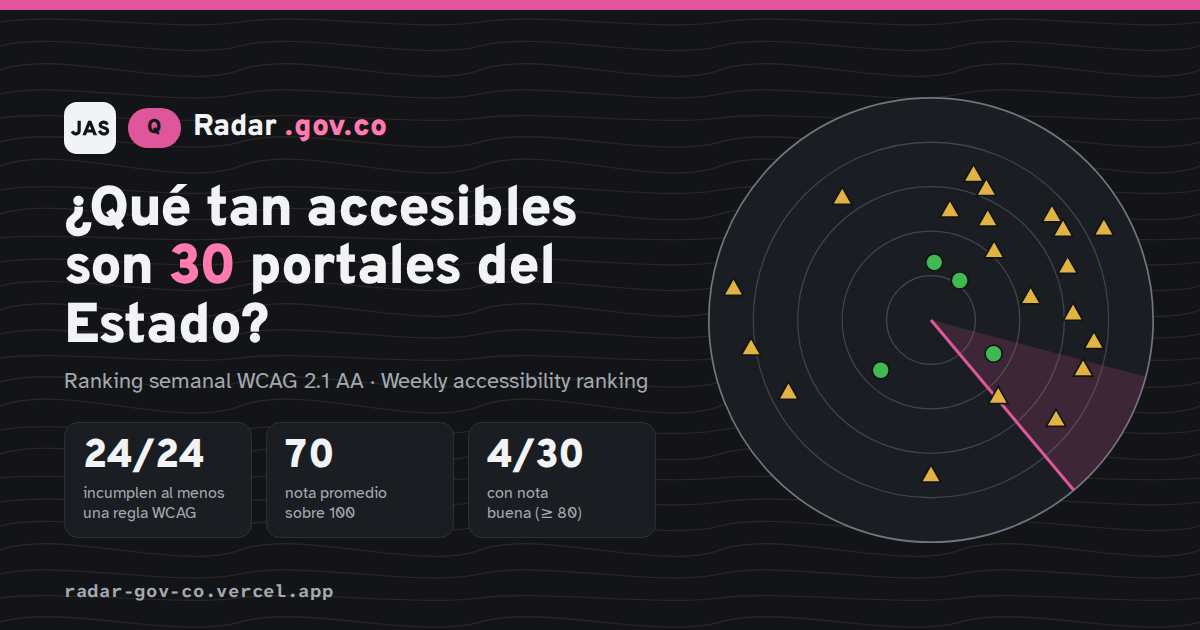 JAS Q Radar .gov.co
¿Qué tan accesibles
son 30 portales del
Estado?
Ranking semanal WCAG 2.1 AA · Weekly accessibility ranking
24/24
incumplen al menos
una regla WCAG
70
nota promedio
sobre 100
4/30
con nota
buena (≥ 80)
radar-gov-co.vercel.app